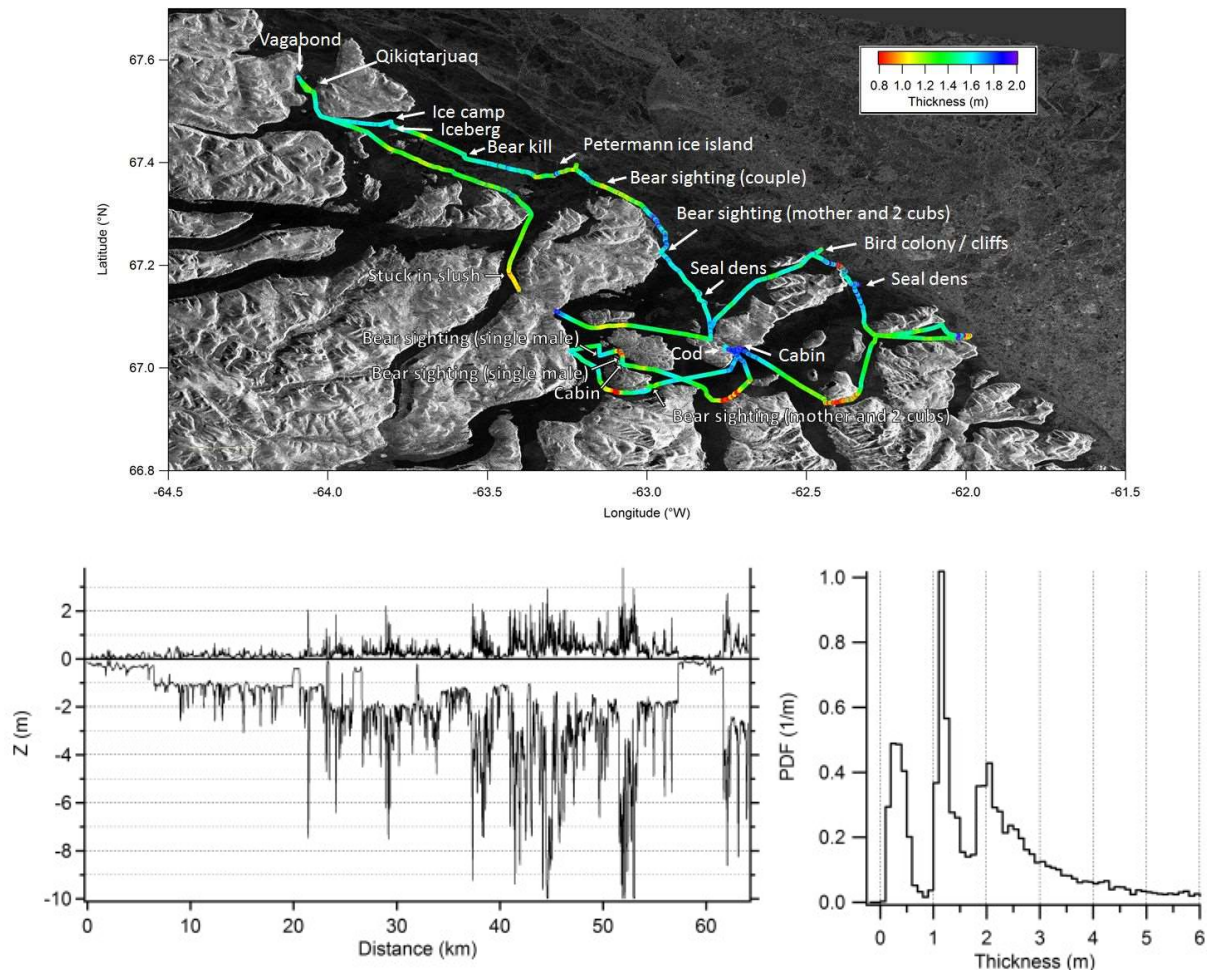 67.6
67.4
67.2
67.0
66.8
Latitude (°N)
Vagabond
Qikiqtarjuaq
Ice camp
Iceberg
Bear kill
Petermann ice island
Bear sighting (couple)
Bear sighting (mother and 2 cubs)
Bird colony / cliffs
Seal dens
Seal dens
Stuck in slush
Bear sighting (single male)
Cod
Cabin
Bear sighting (single male)
Cabin
Bear sighting (mother and 2 cubs)
0.8 1.0 1.2 1.4 1.6 1.8 2.0
Thickness (m)
-64.5 -64.0 -63.5 -63.0 -62.5 -62.0 -61.5
Longitude (°W)
2
0
-2
-4
-6
-8
-10
Z (m)
0 10 20 30 40 50 60
Distance (km)
1.0
0.8
0.6
0.4
0.2
0.0
PDF (1/m)
0 1 2 3 4 5 6
Thickness (m)